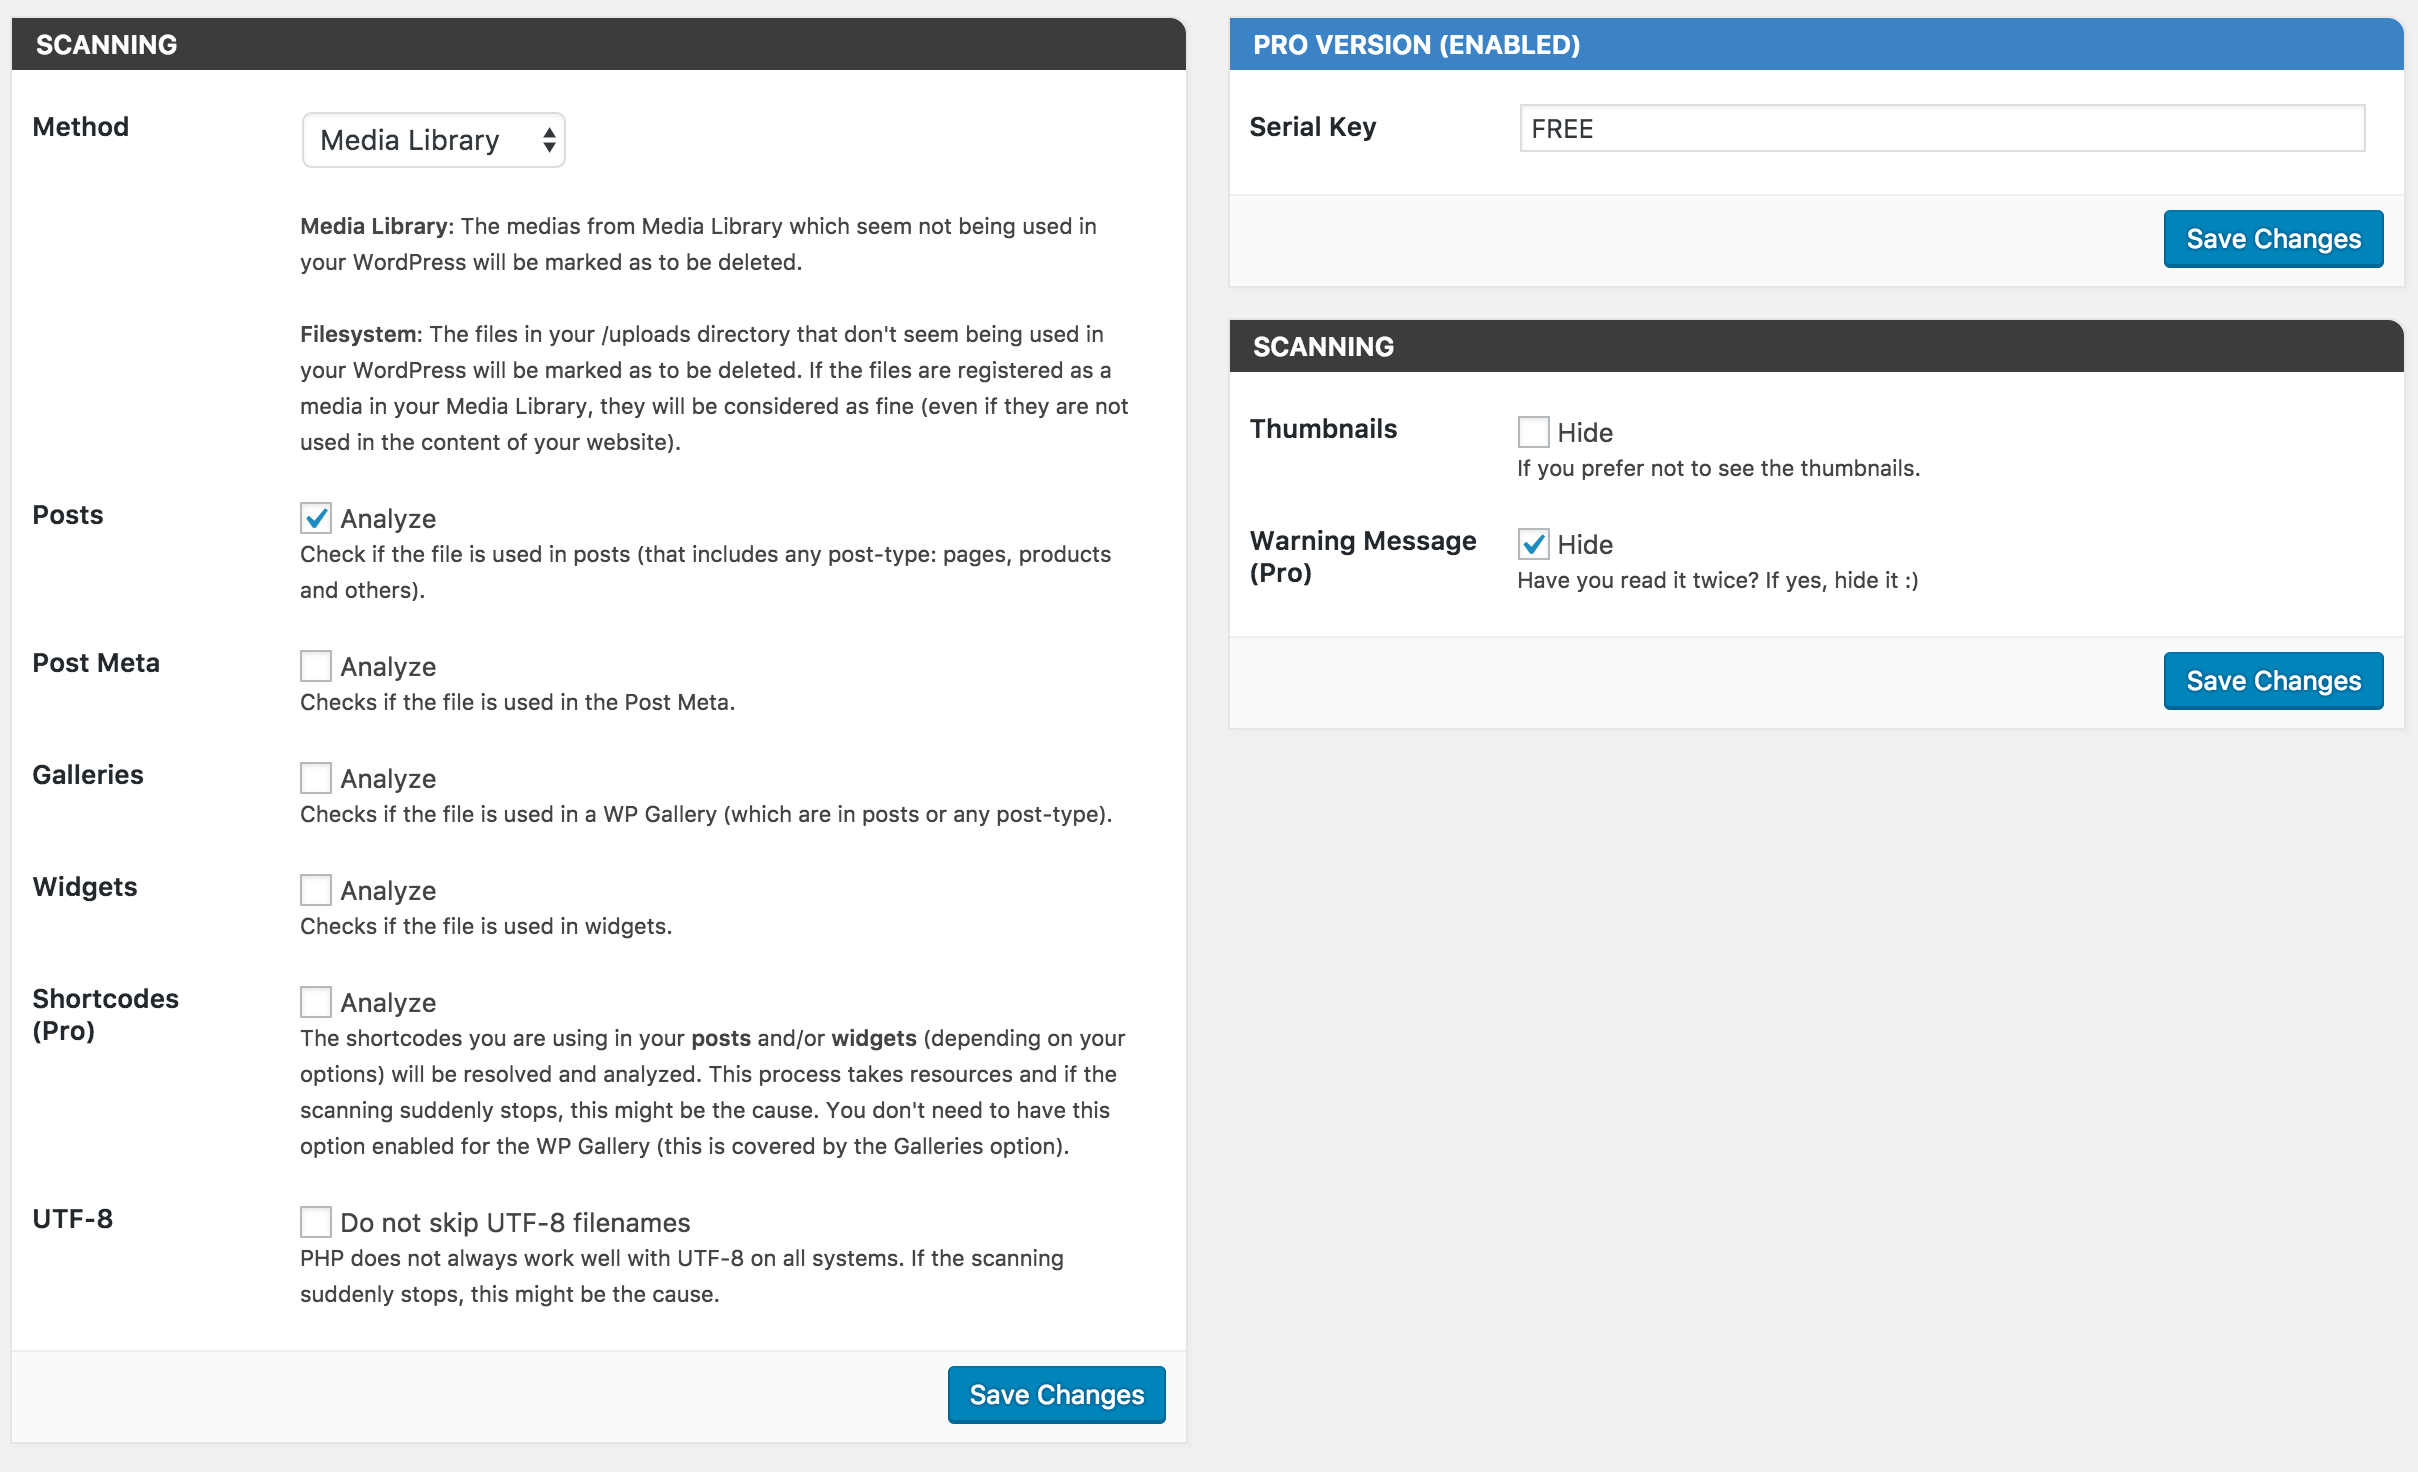 SCANNING
Method
Media Library
Media Library: The medias from Media Library which seem not being used in
your WordPress will be marked as to be deleted.
Filesystem: The files in your /uploads directory that don't seem being used in
your WordPress will be marked as to be deleted. If the files are registered as a
media in your Media Library, they will be considered as fine (even if they are not
used in the content of your website).
Posts
Analyze
Check if the file is used in posts (that includes any post-type: pages, products
and others).
Post Meta
Analyze
Checks if the file is used in the Post Meta.
Galleries
Analyze
Checks if the file is used in a WP Gallery (which are in posts or any post-type).
Widgets
Analyze
Checks if the file is used in widgets.
Shortcodes
(Pro)
Analyze
The shortcodes you are using in your posts and/or widgets (depending on your
options) will be resolved and analyzed. This process takes resources and if the
scanning suddenly stops, this might be the cause. You don't need to have this
option enabled for the WP Gallery (this is covered by the Galleries option).
UTF-8
Do not skip UTF-8 filenames
PHP does not always work well with UTF-8 on all systems. If the scanning
suddenly stops, this might be the cause.
Save Changes
PRO VERSION (ENABLED)
Serial Key
FREE
Save Changes
SCANNING
Thumbnails
Hide
If you prefer not to see the thumbnails.
Warning Message
(Pro)
Hide
Have you read it twice? If yes, hide it :)
Save Changes